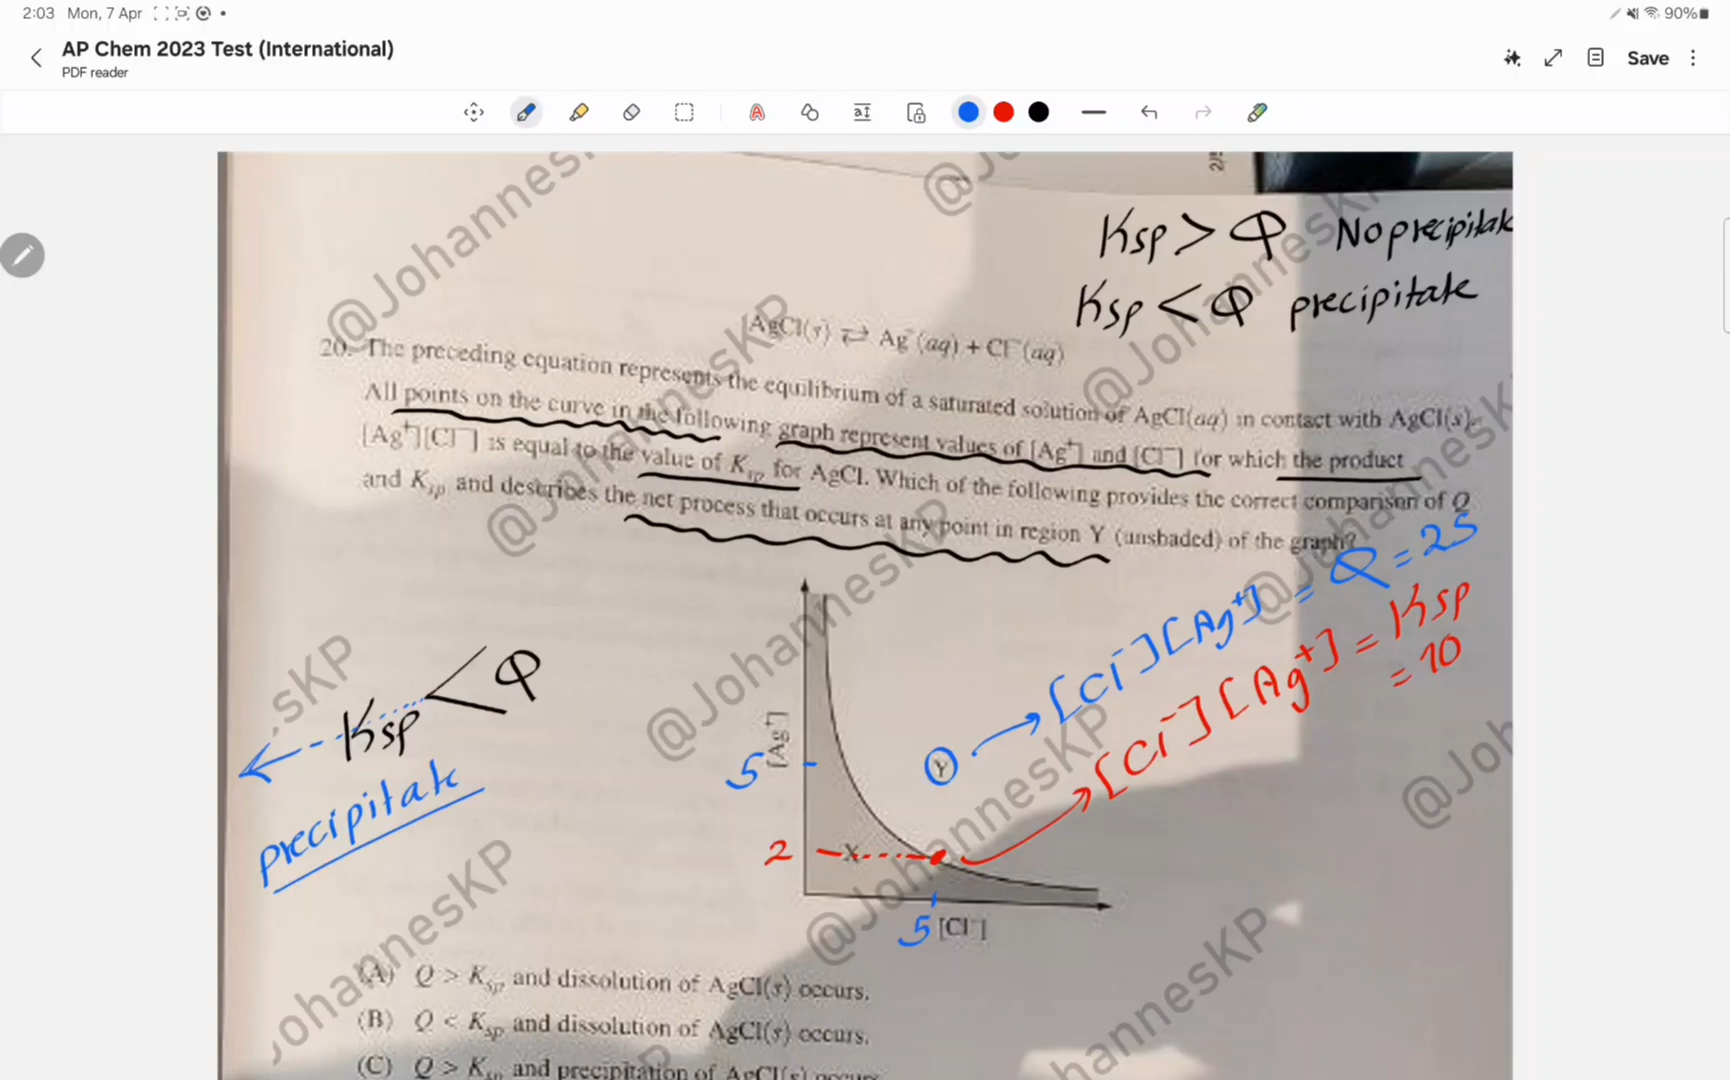 2:03 Mon, 7 Apr
90%
AP Chem 2023 Test (International)
PDF reader
Save
@JohannesKP
Ksp > Q No precipitate
Ksp < Q precipitate
AgCl(s) ⇄ Ag⁺(aq) + Cl⁻(aq)
20. The preceding equation represents the equilibrium of a saturated solution of AgCl(aq) in contact with AgCl(s).
All points on the curve in the following graph represent values of [Ag⁺] and [Cl⁻] for which the product
[Ag⁺][Cl⁻] is equal to the value of Ksp for AgCl. Which of the following provides the correct comparison of Q
and Ksp and describes the net process that occurs at any point in region Y (unshaded) of the graph?
[Cl⁻][Ag⁺] = Q = 25
[Cl⁻][Ag⁺] = Ksp
= 10
Ksp < Q
precipitate
[Ag⁺]
5
Y
2
X
5
[Cl⁻]
(A) Q > Ksp and dissolution of AgCl(s) occurs.
(B) Q < Ksp and dissolution of AgCl(s) occurs.
(C) Q > Ksp and precipitation of AgCl(s) occurs